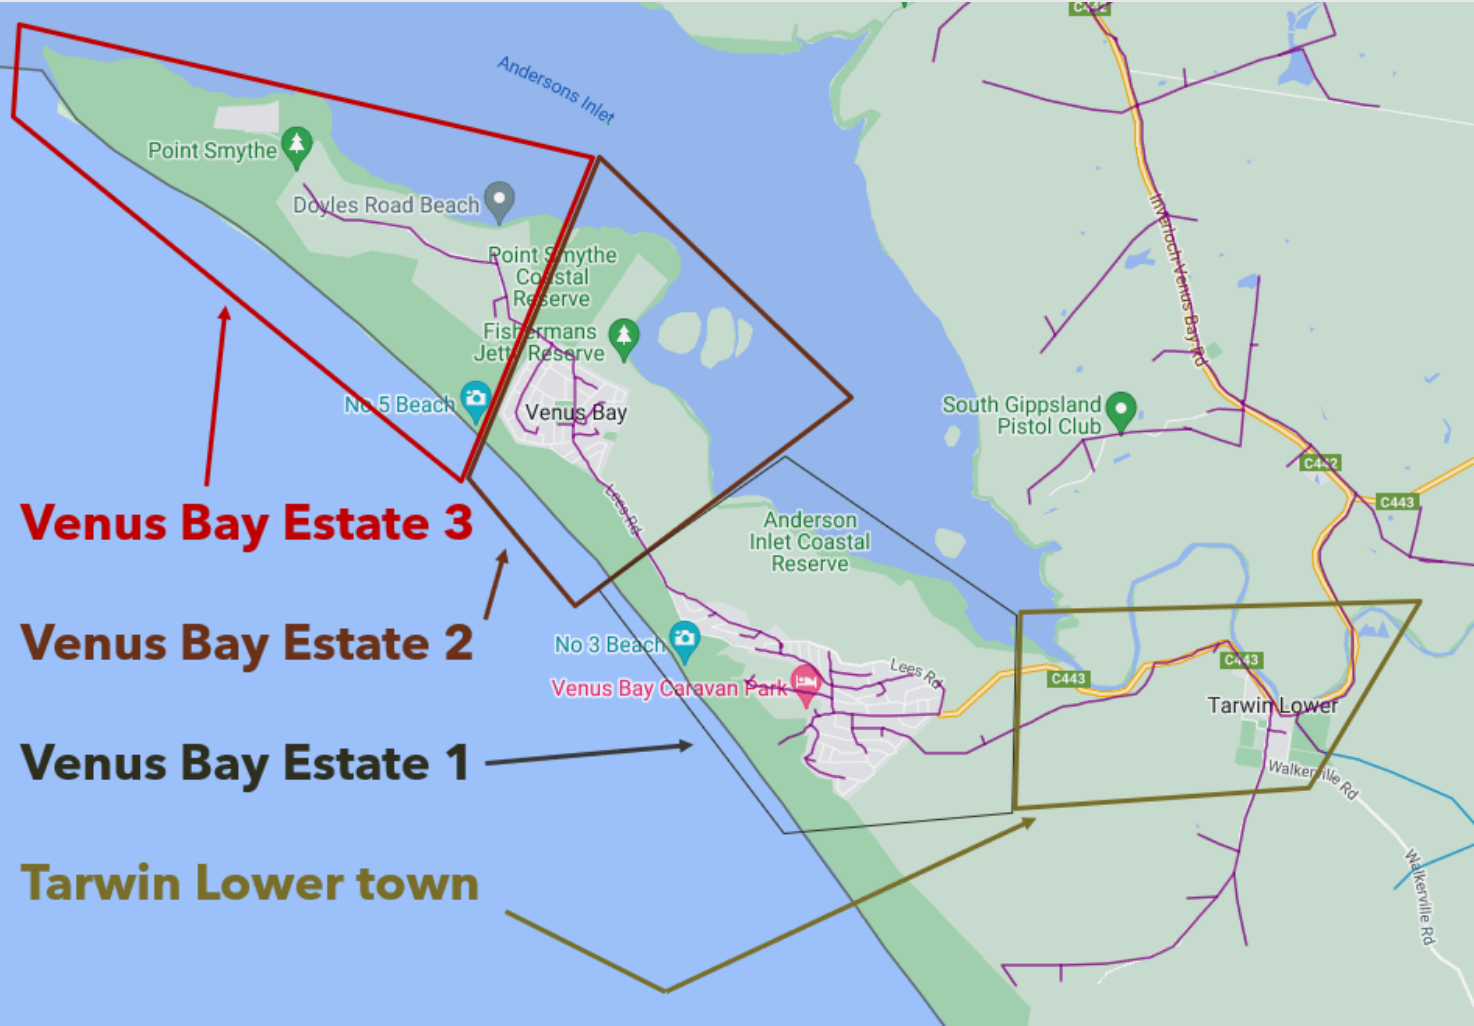 C442
Andersons Inlet
Point Smythe
Doyles Road Beach
Point Smythe
Coastal
Reserve
Fishermans
Jetty Reserve
Inverloch-Venus Bay Rd
No 5 Beach
Venus Bay
South Gippsland
Pistol Club
C442
C443
Lees Rd
Venus Bay Estate 3
Anderson
Inlet Coastal
Reserve
Venus Bay Estate 2
No 3 Beach
Venus Bay Caravan Park
Lees Rd
C443
C443
Tarwin Lower
Venus Bay Estate 1
Walkerville Rd
Walkerville Rd
Tarwin Lower town